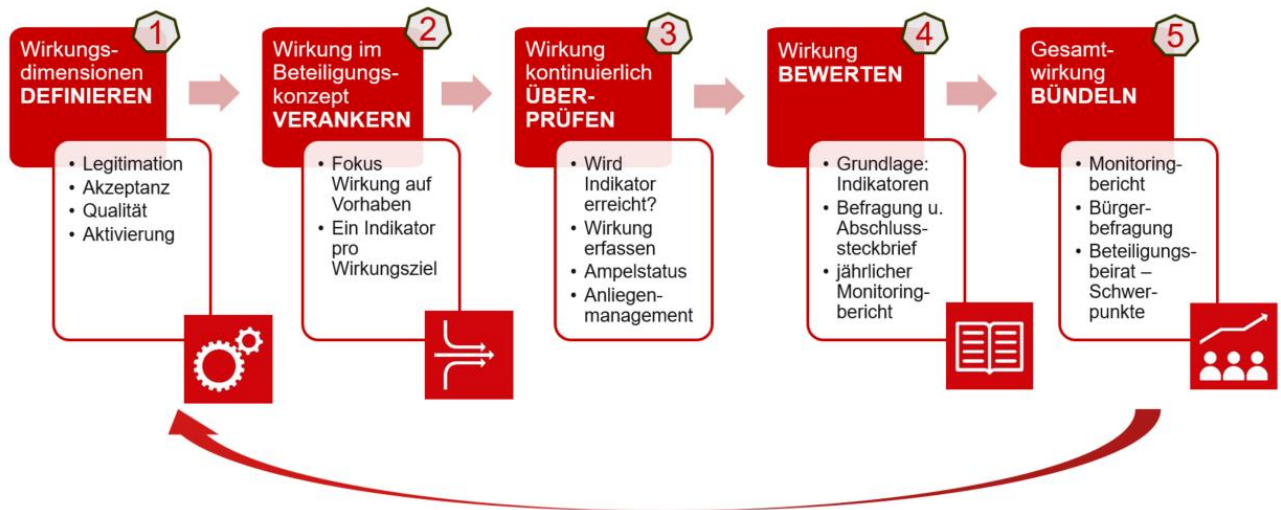 1
Wirkungs-
dimensionen
DEFINIEREN
• Legitimation
• Akzeptanz
• Qualität
• Aktivierung
2
Wirkung im
Beteiligungs-
konzept
VERANKERN
• Fokus
Wirkung auf
Vorhaben
• Ein Indikator
pro
Wirkungsziel
3
Wirkung
kontinuierlich
ÜBER-
PRÜFEN
• Wird
Indikator
erreicht?
• Wirkung
erfassen
• Ampelstatus
• Anliegen-
management
4
Wirkung
BEWERTEN
• Grundlage:
Indikatoren
• Befragung u.
Abschluss-
steckbrief
• jährlicher
Monitoring-
bericht
5
Gesamt-
wirkung
BÜNDELN
• Monitoring-
bericht
• Bürger-
befragung
• Beteiligungs-
beirat –
Schwer-
punkte